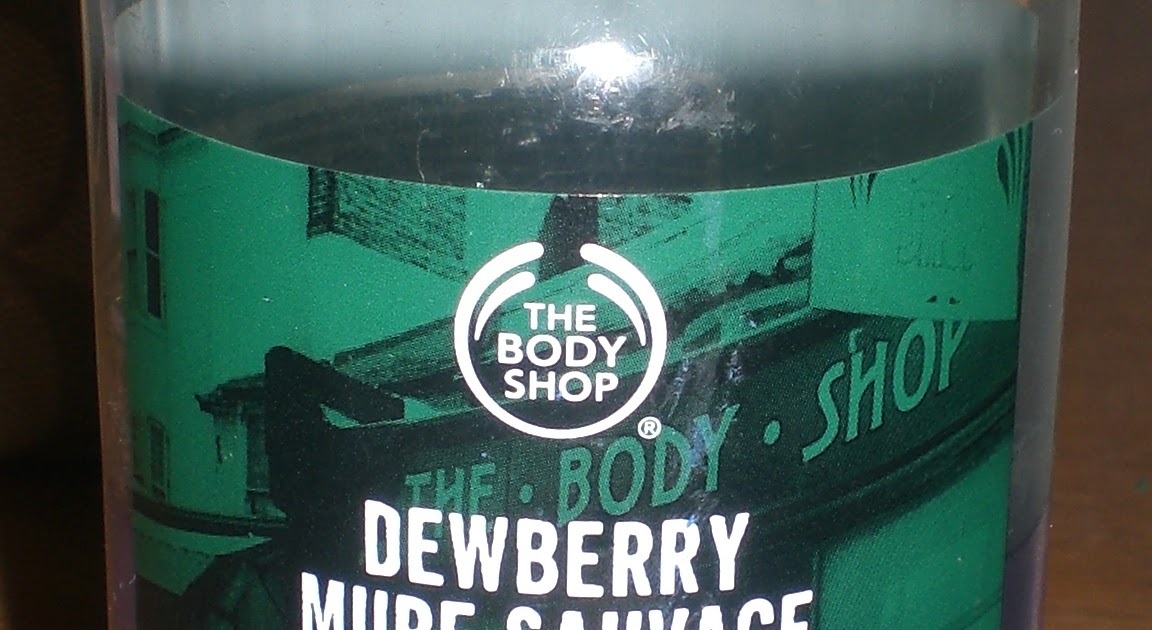 THE
BODY
SHOP
®
THE · BODY · SHOP
DEWBERRY
MURE SAUVAGE